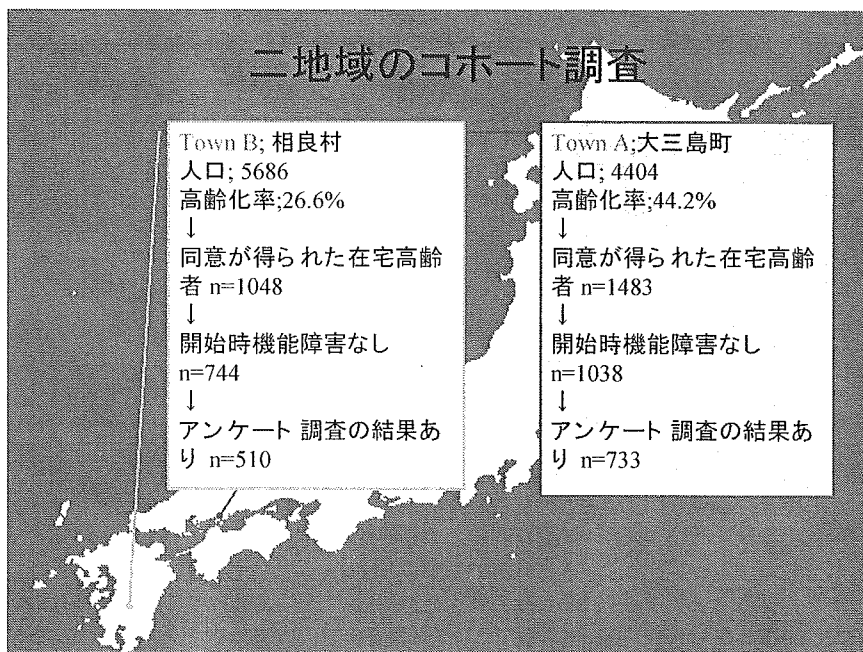 二地域のコホート調査
Town B; 相良村
人口; 5686
高齢化率;26.6%
↓
同意が得られた在宅高齢
者 n=1048
↓
開始時機能障害なし
n=744
↓
アンケート 調査の結果あ
り n=510
Town A;大三島町
人口; 4404
高齢化率;44.2%
↓
同意が得られた在宅高齢
者 n=1483
↓
開始時機能障害なし
n=1038
↓
アンケート 調査の結果あ
り n=733